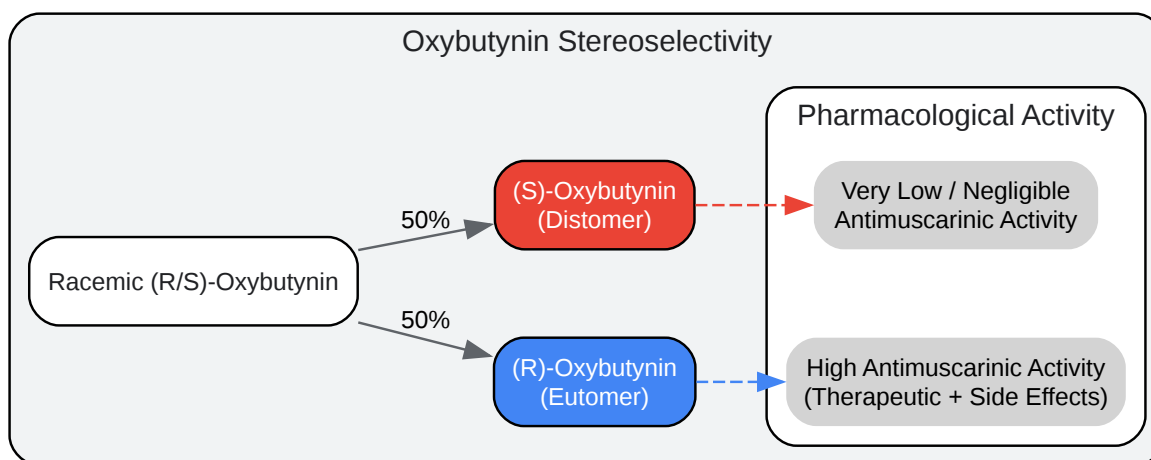 Oxybutynin Stereoselectivity
Pharmacological Activity
(S)-Oxybutynin
(Distomer)
Very Low / Negligible
Antimuscarinic Activity
50%
Racemic (R/S)-Oxybutynin
50%
(R)-Oxybutynin
(Eutomer)
High Antimuscarinic Activity
(Therapeutic + Side Effects)